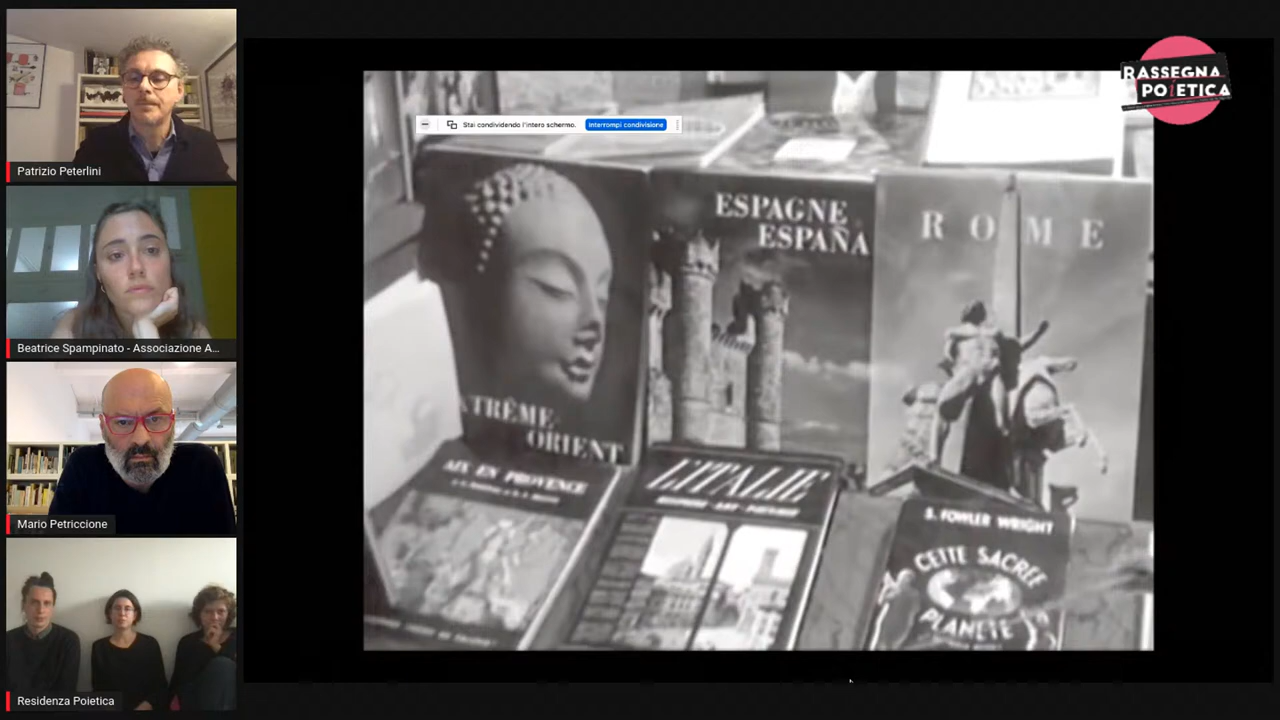 Patrizio Peterlini
Beatrice Spampinato - Associazione A...
Mario Petriccione
Residenza Poietica
RASSEGNA
POiETICA
Stai condividendo l'intero schermo.
Interrompi condivisione
ESPAGNE
ESPAÑA
ROME
TRÊME-
ORIENT
AIX EN PROVENCE
L'ITALIE
S. FOWLER WRIGHT
CETTE SACRÉE
PLANÈTE